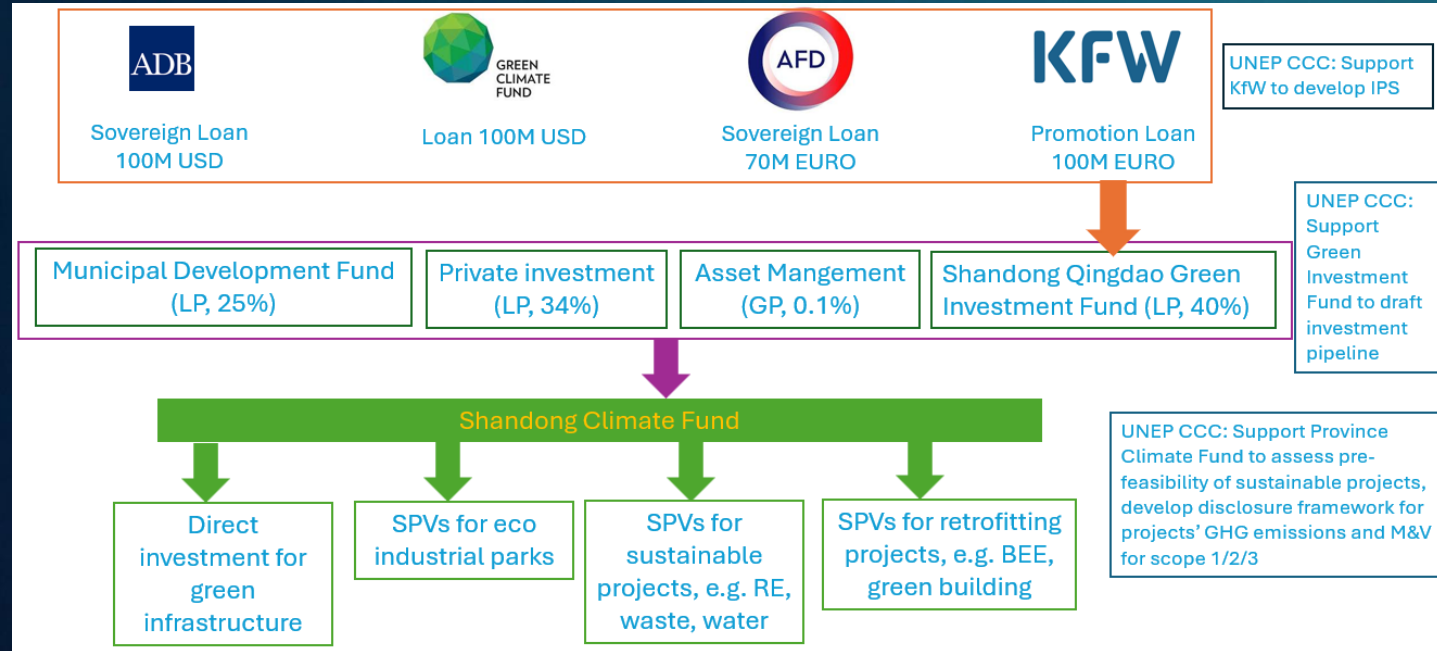 ADB
GREEN
CLIMATE
FUND
AFD
KFW
Sovereign Loan
100M USD
Loan 100M USD
Sovereign Loan
70M EURO
Promotion Loan
100M EURO
UNEP CCC: Support
KfW to develop IPS
Municipal Development Fund
(LP, 25%)
Private investment
(LP, 34%)
Asset Mangement
(GP, 0.1%)
Shandong Qingdao Green
Investment Fund (LP, 40%)
UNEP CCC:
Support
Green
Investment
Fund to draft
investment
pipeline
Shandong Climate Fund
Direct
investment for
green
infrastructure
SPVs for eco
industrial parks
SPVs for
sustainable
projects, e.g. RE,
waste, water
SPVs for retrofitting
projects, e.g. BEE,
green building
UNEP CCC: Support Province
Climate Fund to assess pre-
feasibility of sustainable projects,
develop disclosure framework for
projects’ GHG emissions and M&V
for scope 1/2/3